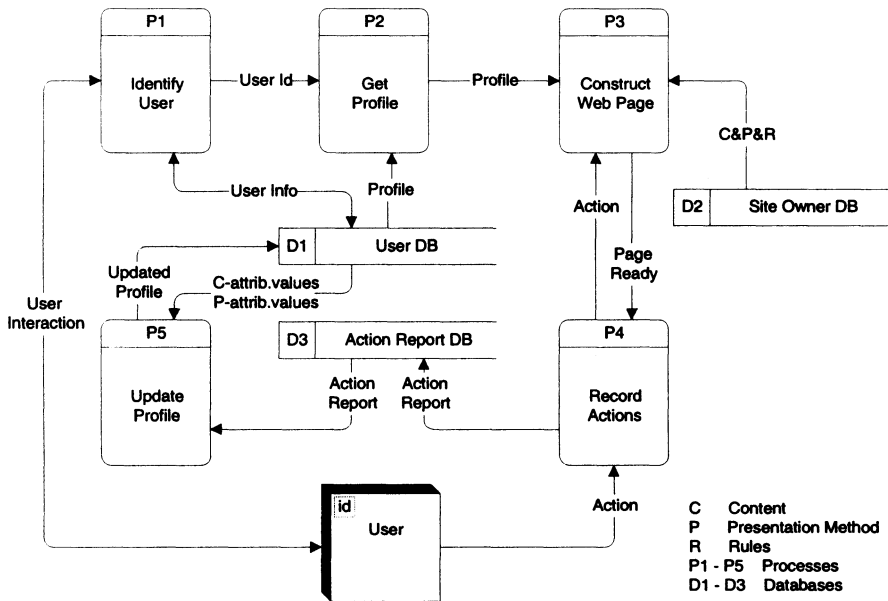 P1
Identify
User
User Id
P2
Get
Profile
Profile
P3
Construct
Web Page
C&P&R
D2 Site Owner DB
User Info
Profile
Action
Page
Ready
D1 User DB
Updated
Profile
C-attrib.values
P-attrib.values
User
Interaction
P5
Update
Profile
D3 Action Report DB
Action
Report
Action
Report
P4
Record
Actions
Action
id
User
C Content
P Presentation Method
R Rules
P1 - P5 Processes
D1 - D3 Databases